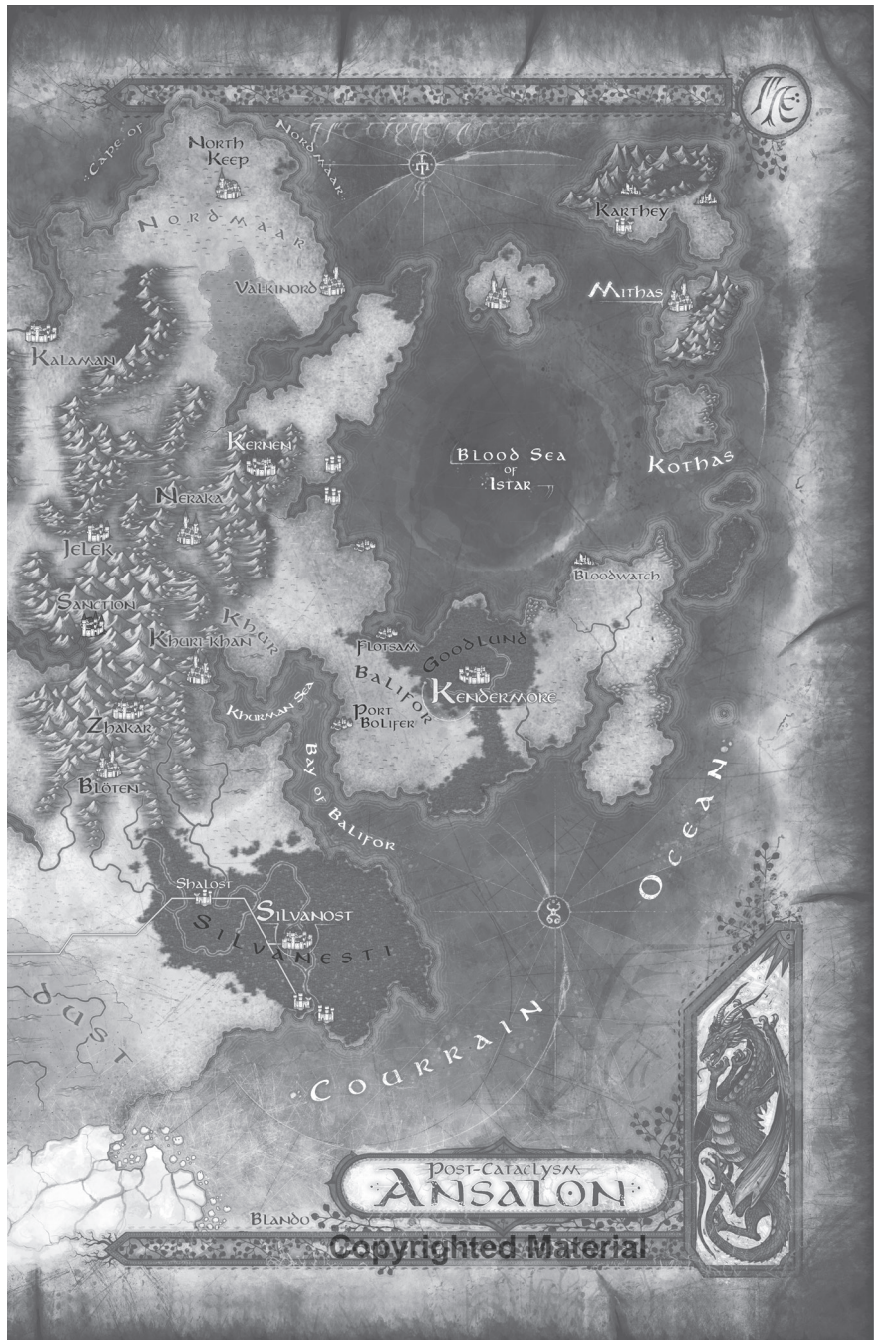 Cape of
Nordmaar
North
Keep
Nordmaar
Karthey
Valkinord
Mithas
Kalaman
Kernen
Blood Sea
of
Istar
Kothas
Neraka
Jelek
Bloodwatch
Sanction
Khuri-khan
Khur
Flotsam
Goodlund
Balifor
Kendermore
Khurman Sea
Port
Bolifer
Zhakar
Blöten
Bay of Balifor
Ocean
Shalost
Silvanost
Silvanesti
Dust
Courrain
Post-Cataclysm
Ansalon
Blando
Copyrighted Material